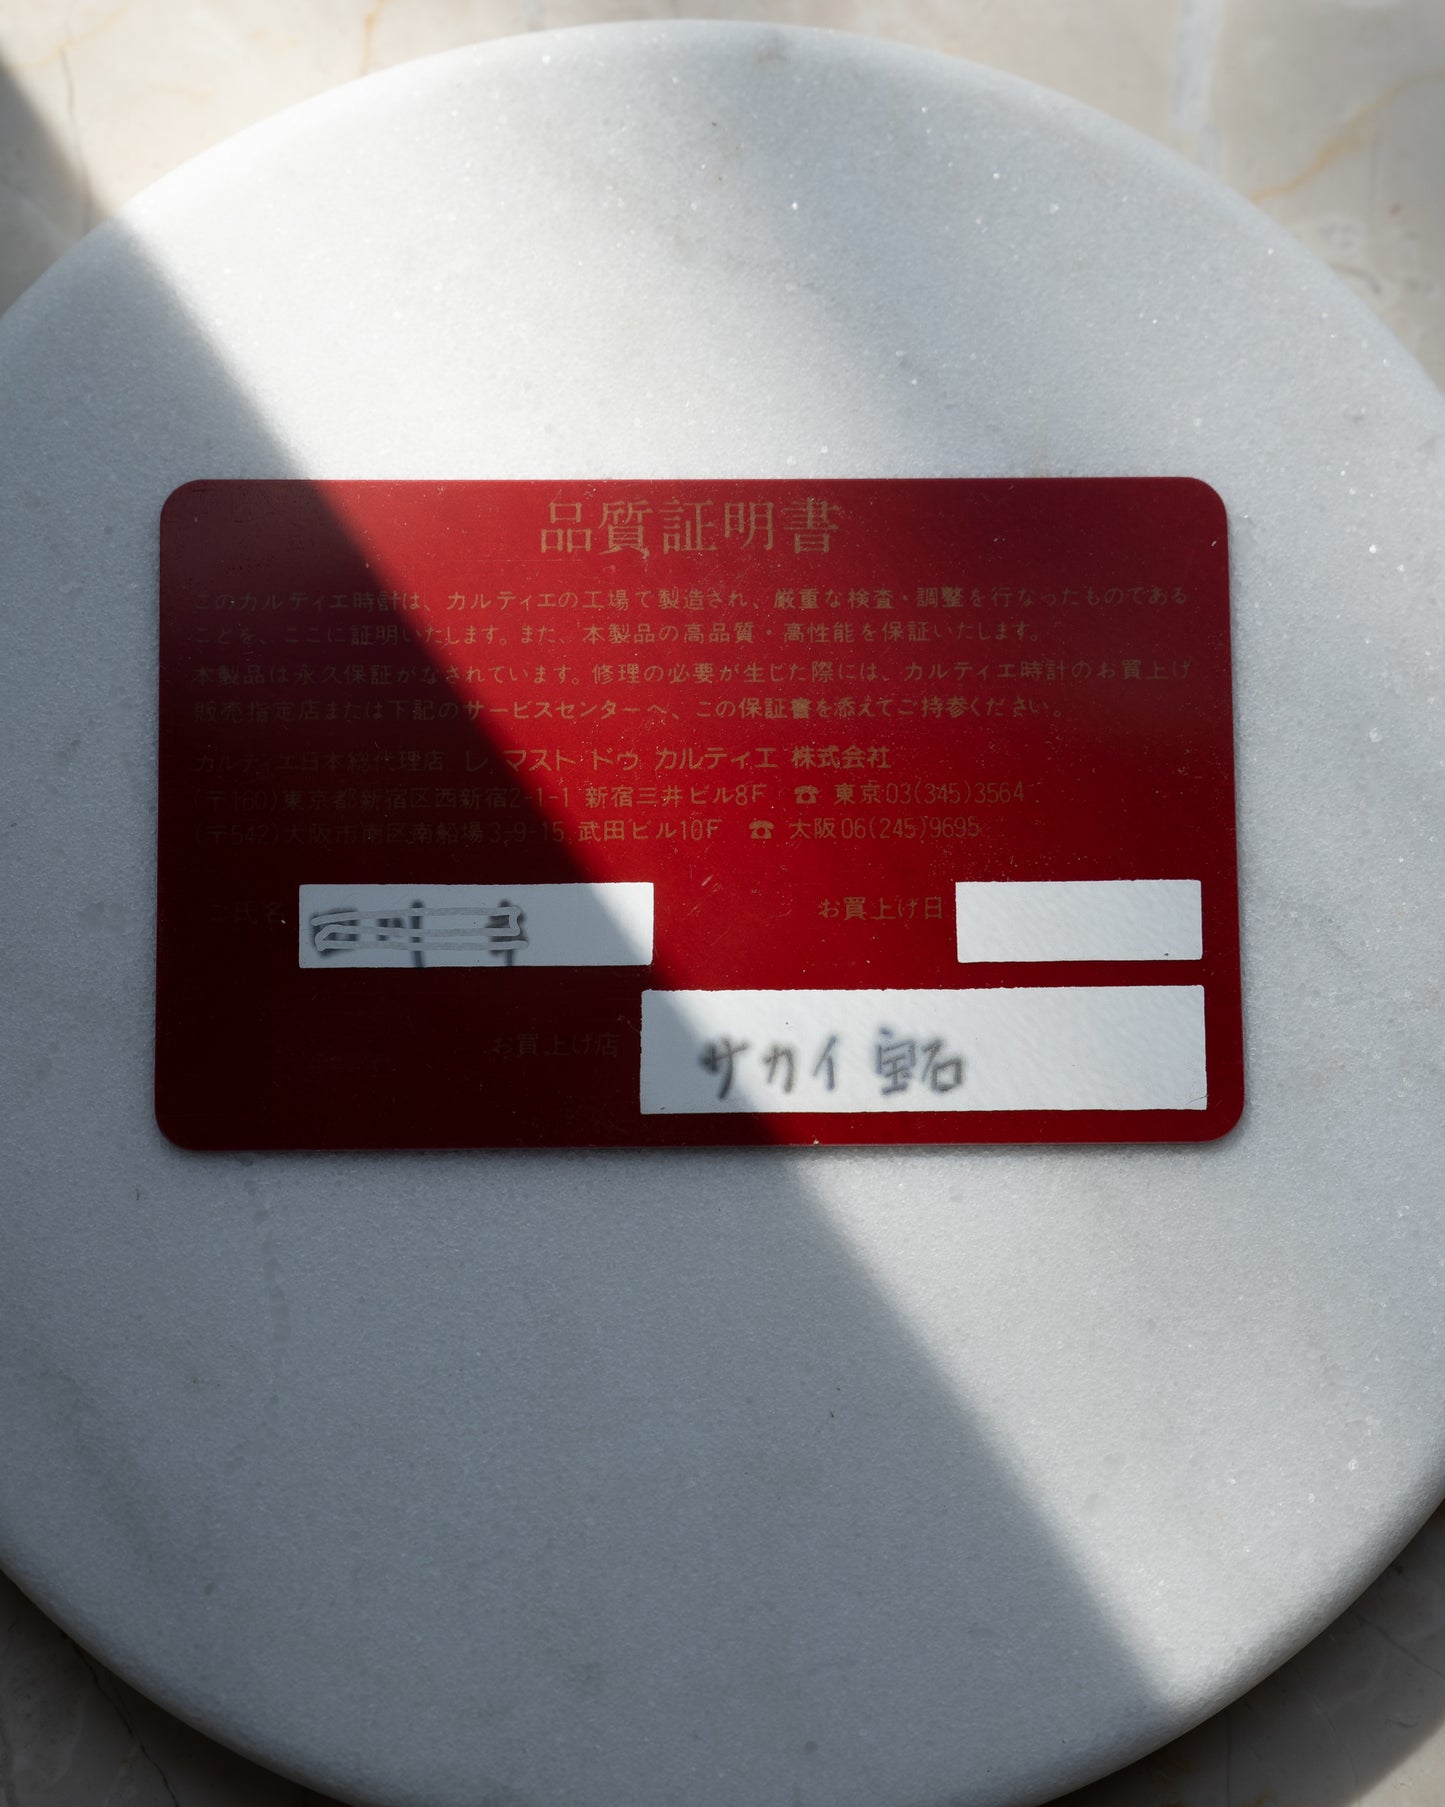 品質証明書
このカルティエ時計は、カルティエの工場で製造され、厳重な検査・調整を行なったものである
ことを、ここに証明いたします。また、本製品の高品質・高性能を保証いたします。
本製品は永久保証がなされています。修理の必要が生じた際には、カルティエ時計のお買上げ
販売指定店または下記のサービスセンターへ、この保証書を添えてご持参ください。
カルティエ日本総代理店 レ マスト ドゥ カルティエ 株式会社
(〒160)東京都新宿区西新宿2-1-1 新宿三井ビル8F ☎ 東京03(345)3564
(〒542)大阪市南区南船場3-9-15 武田ビル10F ☎ 大阪06(245)9695
ご氏名 お買上げ日
お買上げ店 サカイ宝石